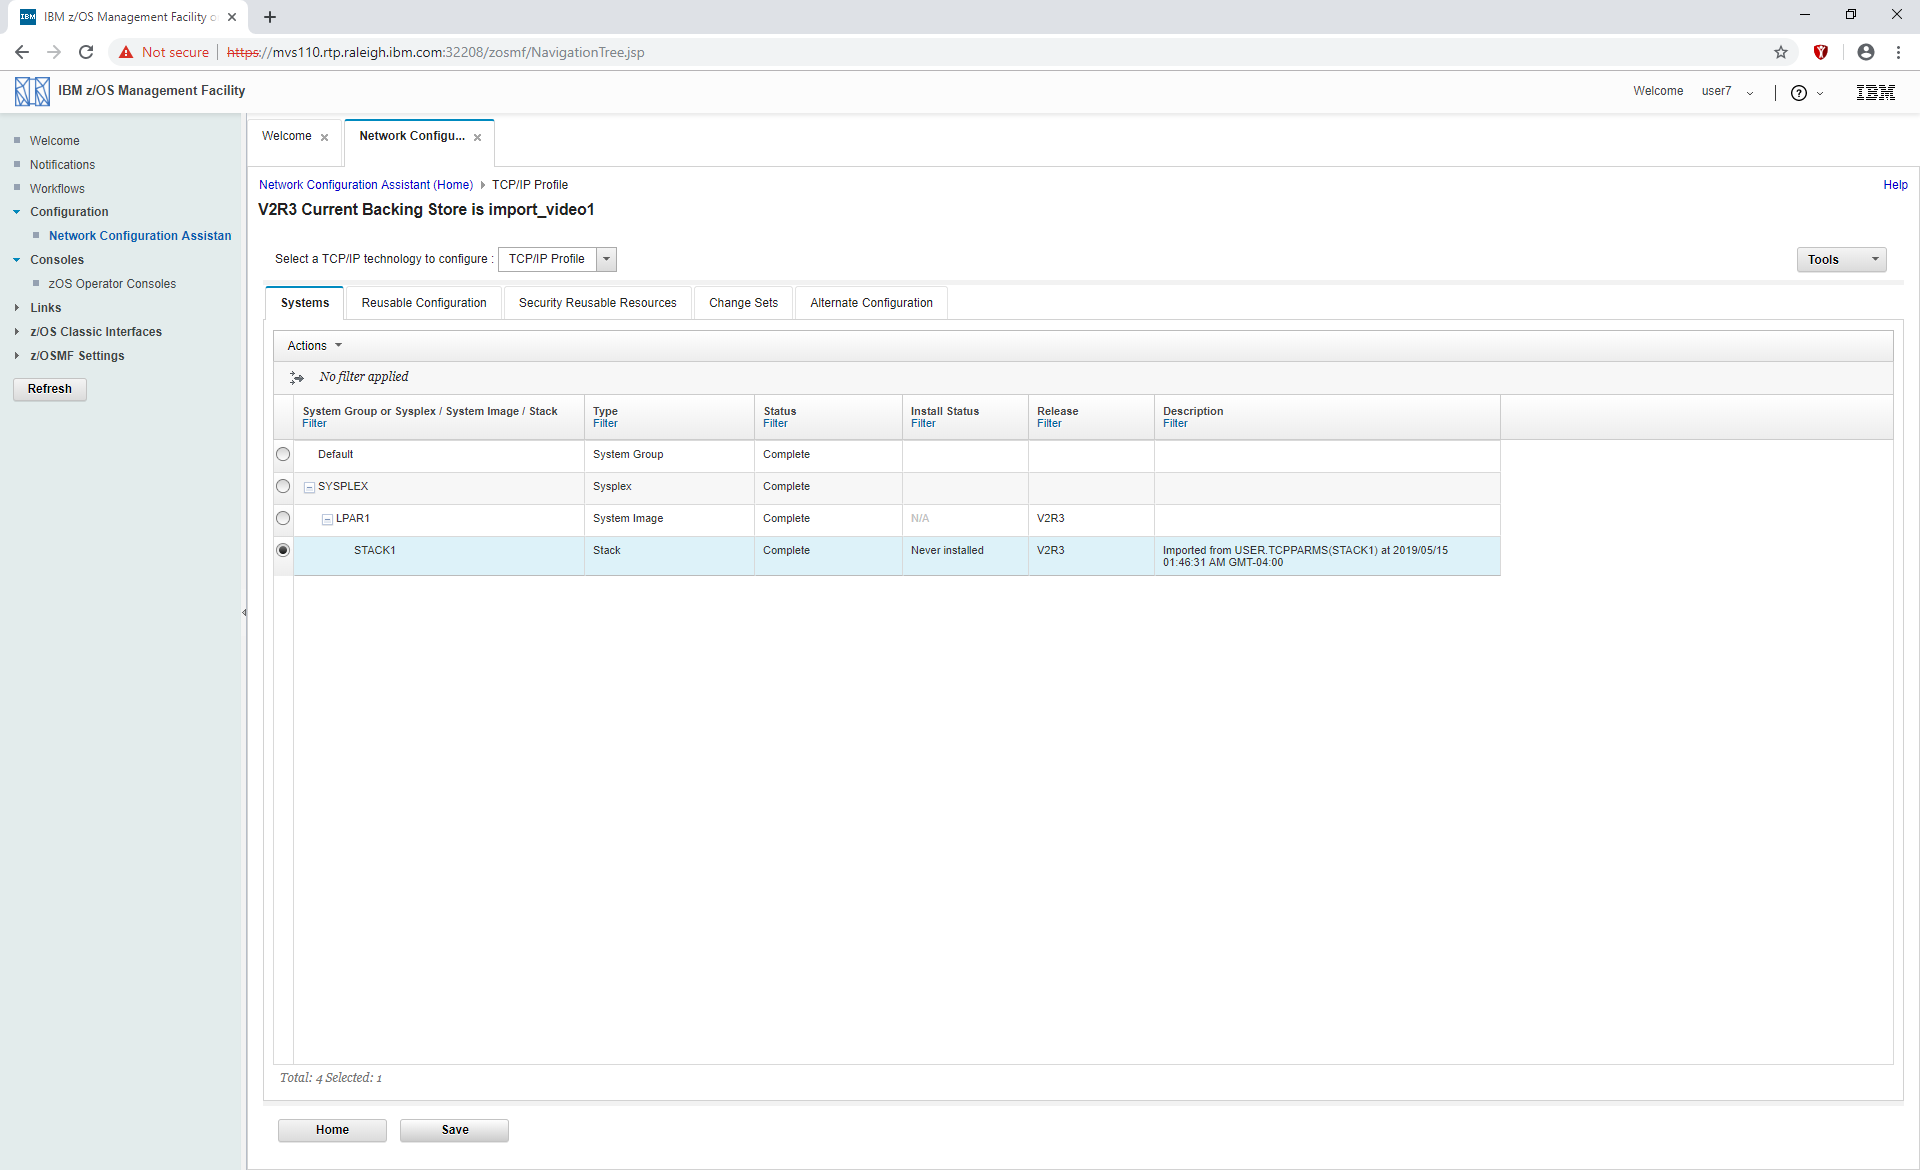 IBM IBM z/OS Management Facility o
Not secure https://mvs110.rtp.raleigh.ibm.com:32208/zosmf/NavigationTree.jsp
IBM z/OS Management Facility
Welcome user7
? IBM
Welcome
Notifications
Workflows
Configuration
Network Configuration Assistan
Consoles
zOS Operator Consoles
Links
z/OS Classic Interfaces
z/OSMF Settings
Refresh
Welcome
Network Configu...
Network Configuration Assistant (Home) TCP/IP Profile
Help
V2R3 Current Backing Store is import_video1
Select a TCP/IP technology to configure : TCP/IP Profile
Tools
Systems Reusable Configuration Security Reusable Resources Change Sets Alternate Configuration
Actions
No filter applied
System Group or Sysplex / System Image / Stack Type Status Install Status Release Description
Filter Filter Filter Filter Filter Filter
Default System Group Complete
SYSPLEX Sysplex Complete
LPAR1 System Image Complete N/A V2R3
STACK1 Stack Complete Never installed V2R3 Imported from USER.TCPPARMS(STACK1) at 2019/05/15
01:46:31 AM GMT-04:00
Total: 4 Selected: 1
Home Save